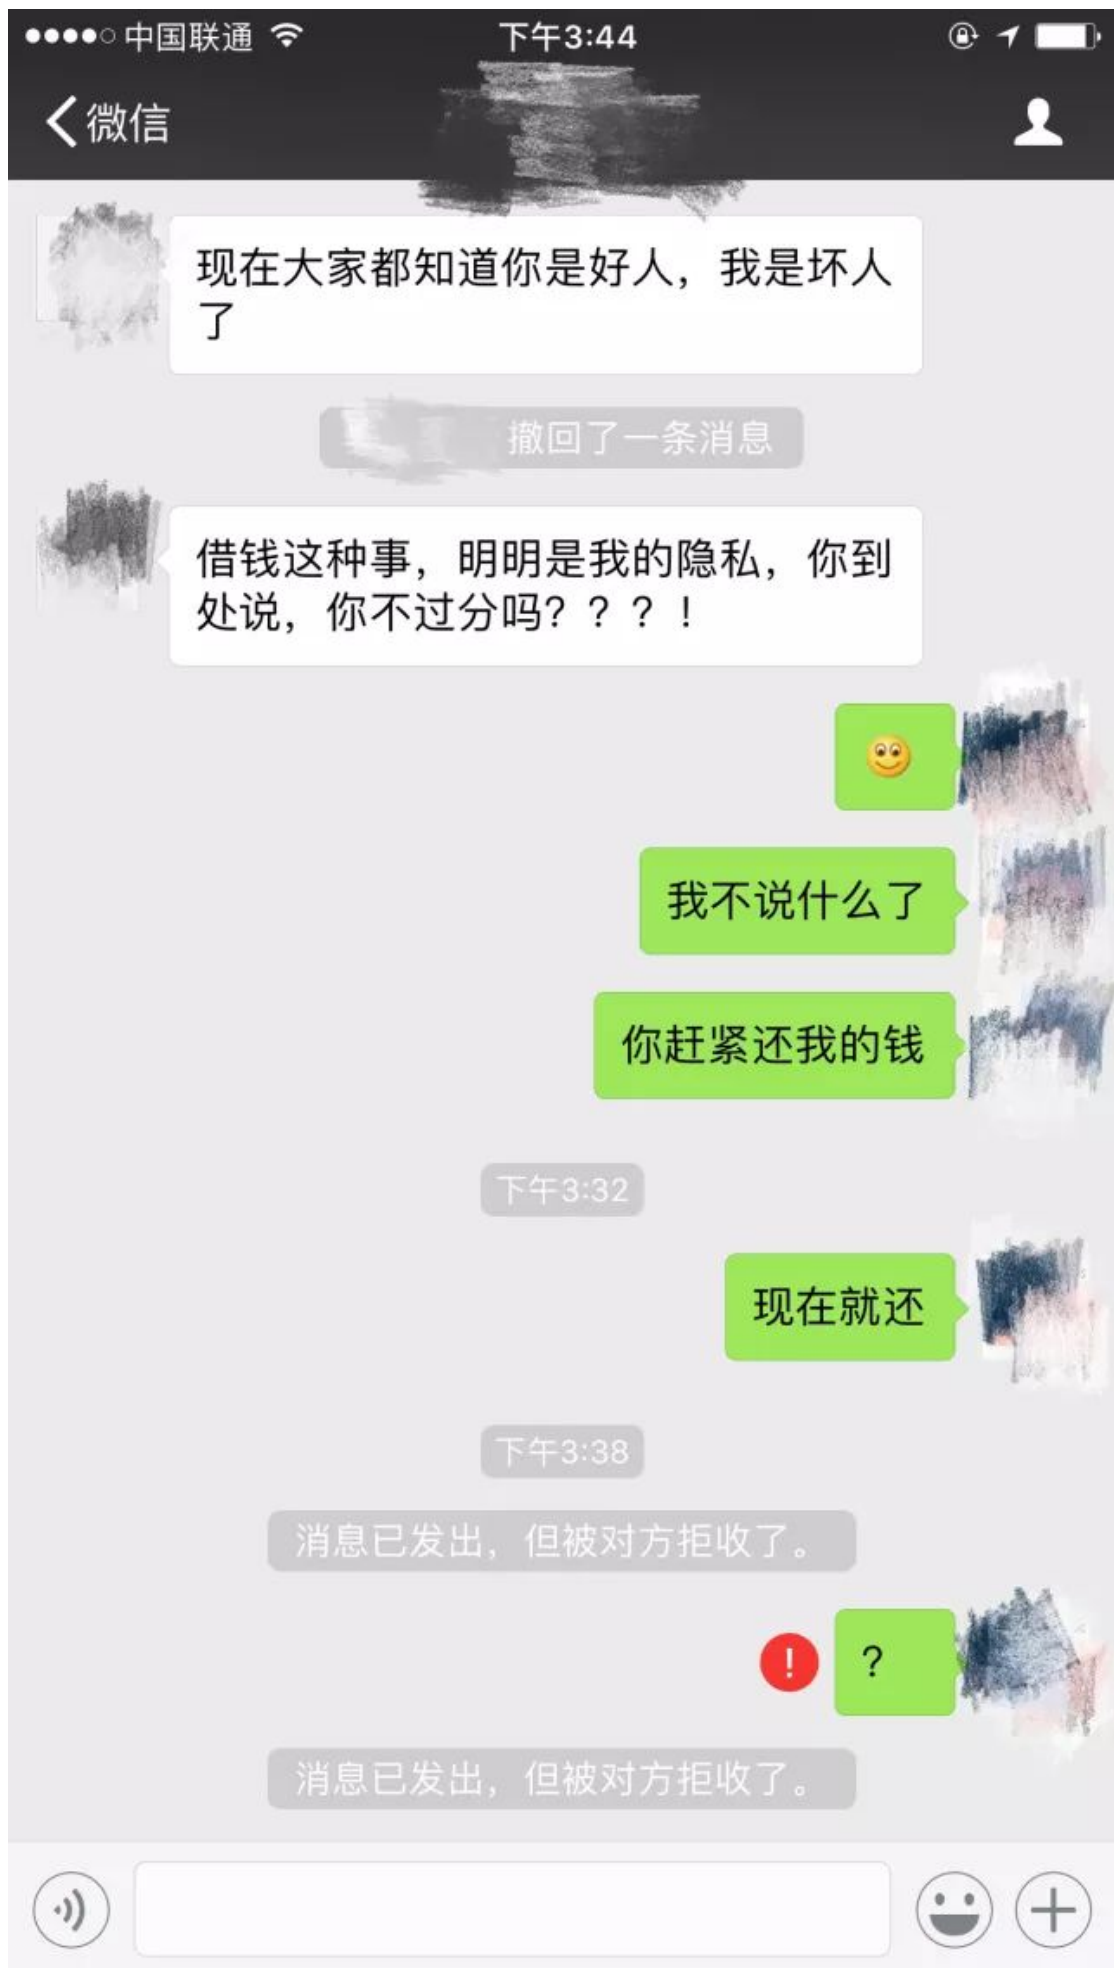 中国联通
下午3:44
微信
现在大家都知道你是好人，我是坏人
了
撤回了一条消息
借钱这种事，明明是我的隐私，你到
处说，你不过分吗？？？！
我不说什么了
你赶紧还我的钱
下午3:32
现在就还
下午3:38
消息已发出，但被对方拒收了。
!
?
消息已发出，但被对方拒收了。